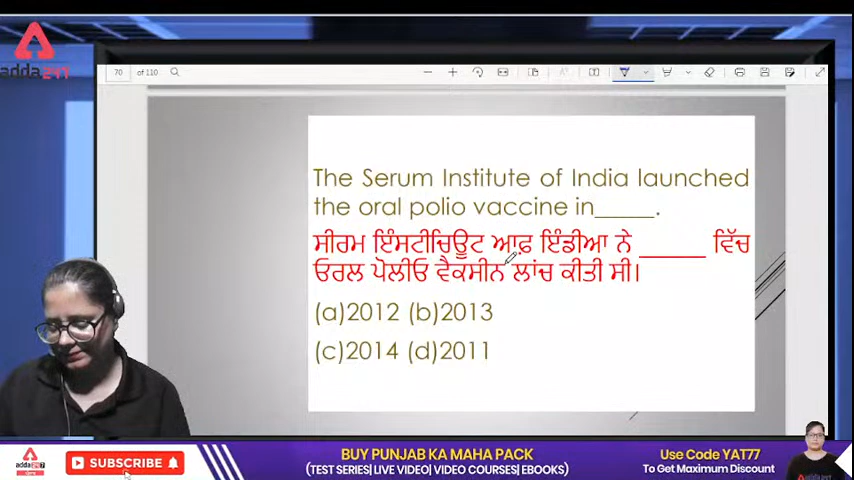 adda247
70 of 110
The Serum Institute of India launched
the oral polio vaccine in_____.
ਸੀਰਮ ਇੰਸਟੀਚਿਊਟ ਆਫ਼ ਇੰਡੀਆ ਨੇ ______ ਵਿੱਚ
ਓਰਲ ਪੋਲੀਓ ਵੈਕਸੀਨ ਲਾਂਚ ਕੀਤੀ ਸੀ।
(a)2012 (b)2013
(c)2014 (d)2011
adda247
SUBSCRIBE
BUY PUNJAB KA MAHA PACK
(TEST SERIES| LIVE VIDEO| VIDEO COURSES| EBOOKS)
Use Code YAT77
To Get Maximum Discount